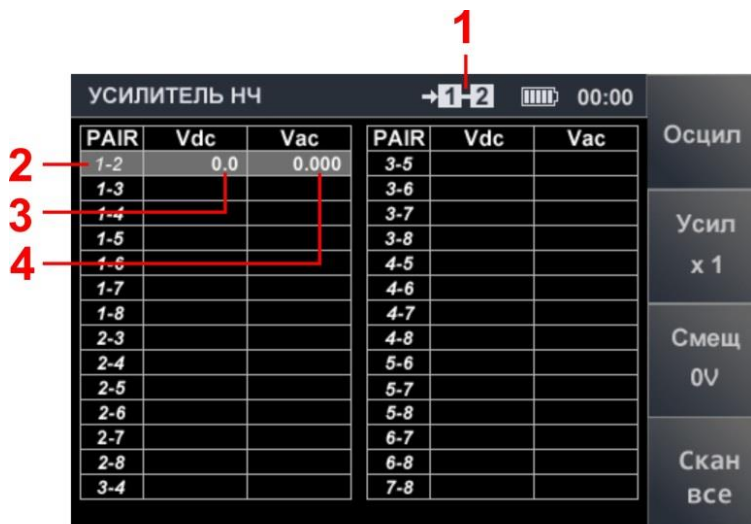 1
УСИЛИТЕЛЬ НЧ →1-2 00:00
PAIR Vdc Vac PAIR Vdc Vac Осцил
2 1-2 0.0 0.000 3-5
1-3 3-6
3 1-4 3-7 Усил
1-5 3-8
4 1-6 4-5 x 1
1-7 4-6
1-8 4-7
2-3 4-8 Смещ
2-4 5-6 0V
2-5 5-7
2-6 5-8
2-7 6-7
2-8 6-8 Скан
3-4 7-8 все